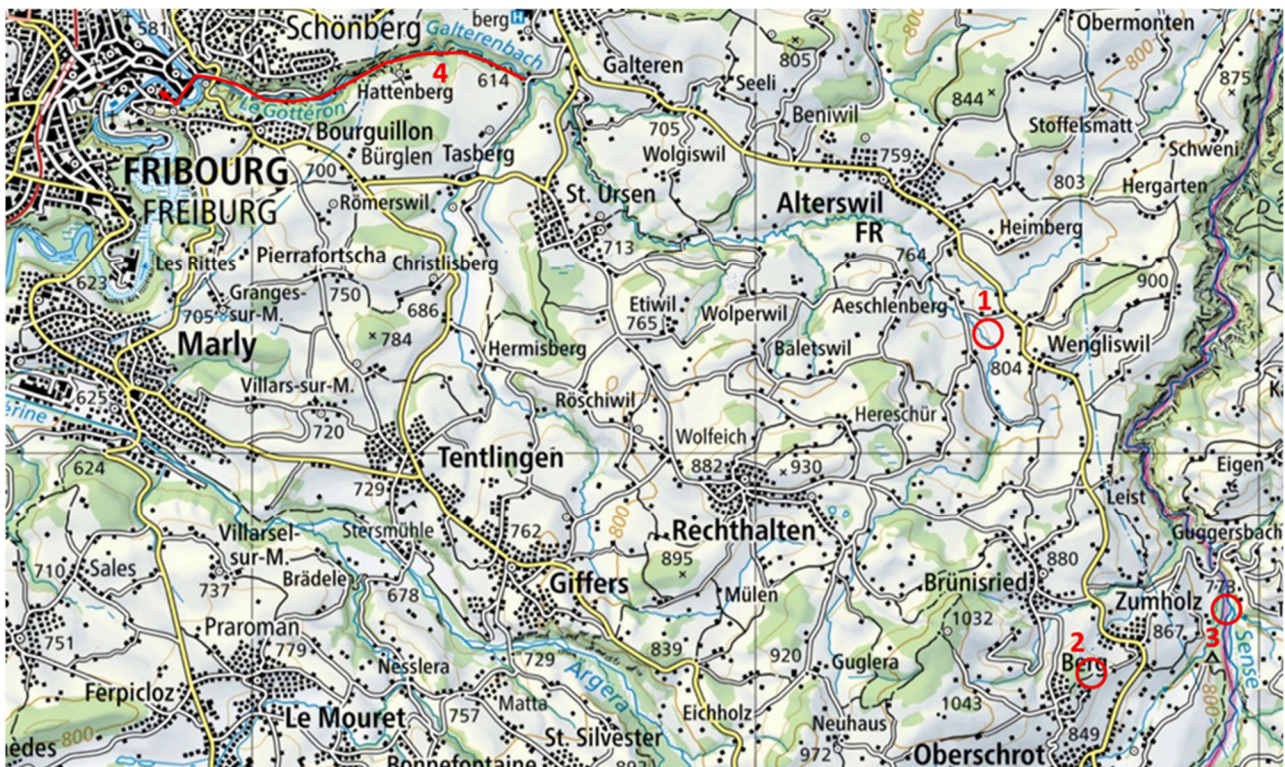 581
Schönberg
berg H
Galterenbach
Obermonten
800
805
Galteren
Seeli
875
Hattenberg
4
614
844
Beniwil
Le Gottéron
Bourguillon
Bürglen
Tasberg
705
Wolgiswil
759
Stoffelsmatt
Schweni
FRIBOURG
FREIBURG
700
Römerswil
St. Ursen
Alterswil
FR
803
Hergarten
D
713
Heimberg
Les Rittes
Pierrafortscha
Christlisberg
764
623
Granges-
sur-M.
705
750
686
Etiwil
765
Wolperwil
Aeschlenberg
1
900
Marly
784
Hermisberg
Baletswil
804
Wengliswil
Villars-sur-M.
625
erine
720
Röschiwil
Hereschür
Wolfeich
624
Tentlingen
882
930
Eigen
729
Leist
Villarsel-
sur-M.
Stersmühle
762
800
Rechthalten
Guggersbach
710
Sales
737
Brädele
678
Giffers
895
Mülen
Brünisried
880
773
Zumholz
1032
867
3
751
Praroman
779
Nesslera
729
Ärgera
839
920
Guglera
2
Berg
Sense
800
Ferpicloz
Matta
757
Eichholz
1043
Le Mouret
Neuhaus
849
800
St. Silvester
972
Oberschrot
edes
Bonnefontaine